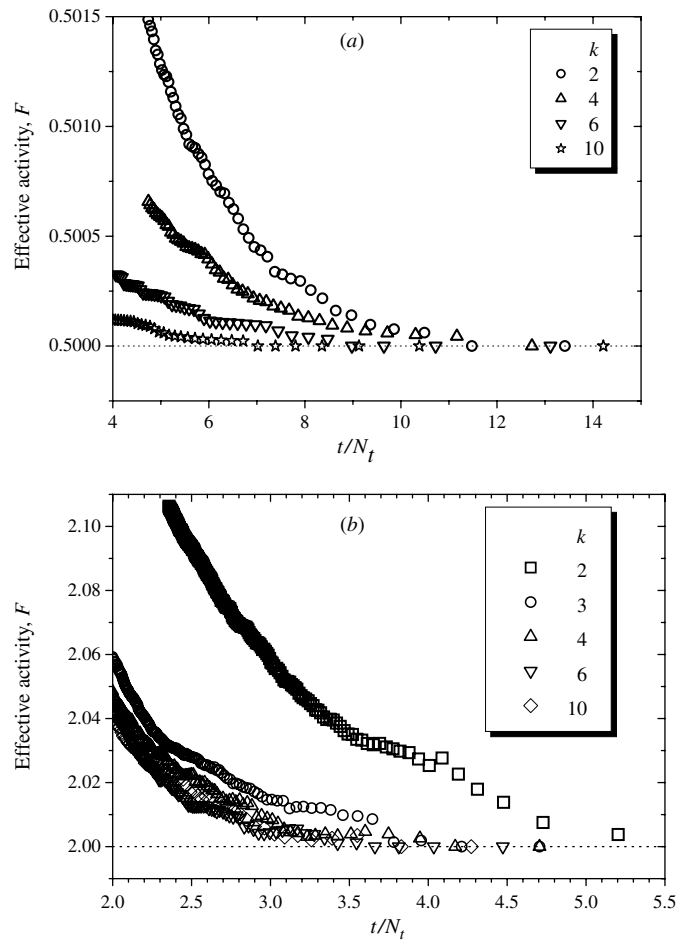 (a)
0.5015
0.5010
0.5005
0.5000
Effective activity, F
k
2
4
6
10
4 6 8 10 12 14
t/N_t
(b)
2.10
2.08
2.06
2.04
2.02
2.00
Effective activity, F
k
2
3
4
6
10
2.0 2.5 3.0 3.5 4.0 4.5 5.0 5.5
t/N_t